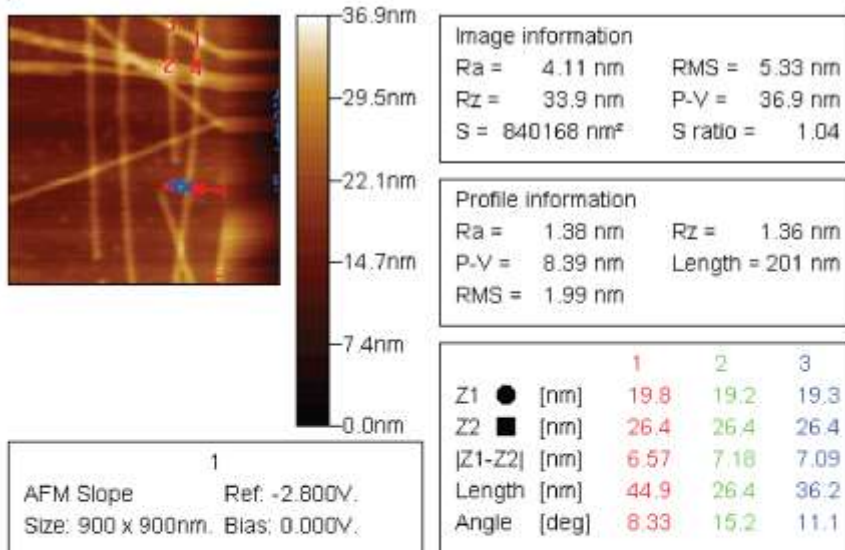 36.9nm
29.5nm
22.1nm
14.7nm
7.4nm
0.0nm
1
AFM Slope Ref: -2.800V.
Size: 900 x 900nm. Bias: 0.000V.
Image information
Ra = 4.11 nm RMS = 5.33 nm
Rz = 33.9 nm P-V = 36.9 nm
S = 840168 nm² S ratio = 1.04
Profile information
Ra = 1.38 nm Rz = 1.36 nm
P-V = 8.39 nm Length = 201 nm
RMS = 1.99 nm
1 2 3
Z1 [nm] 19.8 19.2 19.3
Z2 [nm] 26.4 26.4 26.4
|Z1-Z2| [nm] 6.57 7.18 7.09
Length [nm] 44.9 26.4 36.2
Angle [deg] 8.33 15.2 11.1